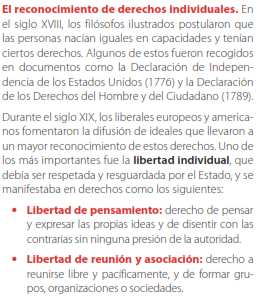 El reconocimiento de derechos individuales. En
el siglo XVIII, los filósofos ilustrados postularon que
las personas nacían iguales en capacidades y tenían
ciertos derechos. Algunos de estos fueron recogidos
en documentos como la Declaración de Indepen-
dencia de los Estados Unidos (1776) y la Declaración
de los Derechos del Hombre y del Ciudadano (1789).
Durante el siglo XIX, los liberales europeos y america-
nos fomentaron la difusión de ideales que llevaron a
un mayor reconocimiento de estos derechos. Uno de
los más importantes fue la libertad individual, que
debía ser respetada y resguardada por el Estado, y se
manifestaba en derechos como los siguientes:
• Libertad de pensamiento: derecho de pensar
y expresar las propias ideas y de disentir con las
contrarias sin ninguna presión de la autoridad.
• Libertad de reunión y asociación: derecho a
reunirse libre y pacíficamente, y de formar gru-
pos, organizaciones o sociedades.